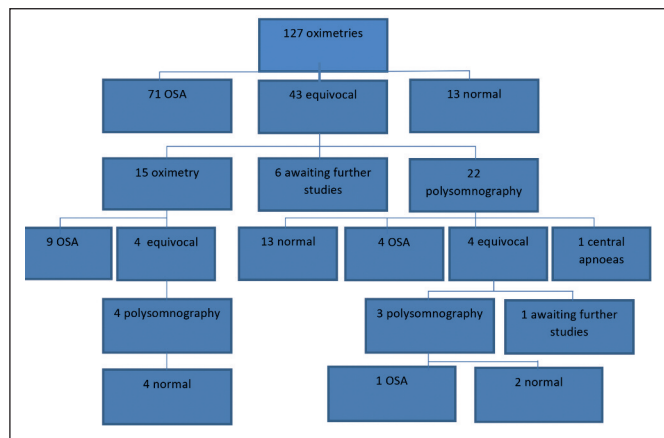 127 oximetries
71 OSA
43 equivocal
13 normal
15 oximetry
6 awaiting further
studies
22
polysomnography
9 OSA
4 equivocal
13 normal
4 OSA
4 equivocal
1 central
apnoeas
4 polysomnography
3 polysomnography
1 awaiting further
studies
4 normal
1 OSA
2 normal